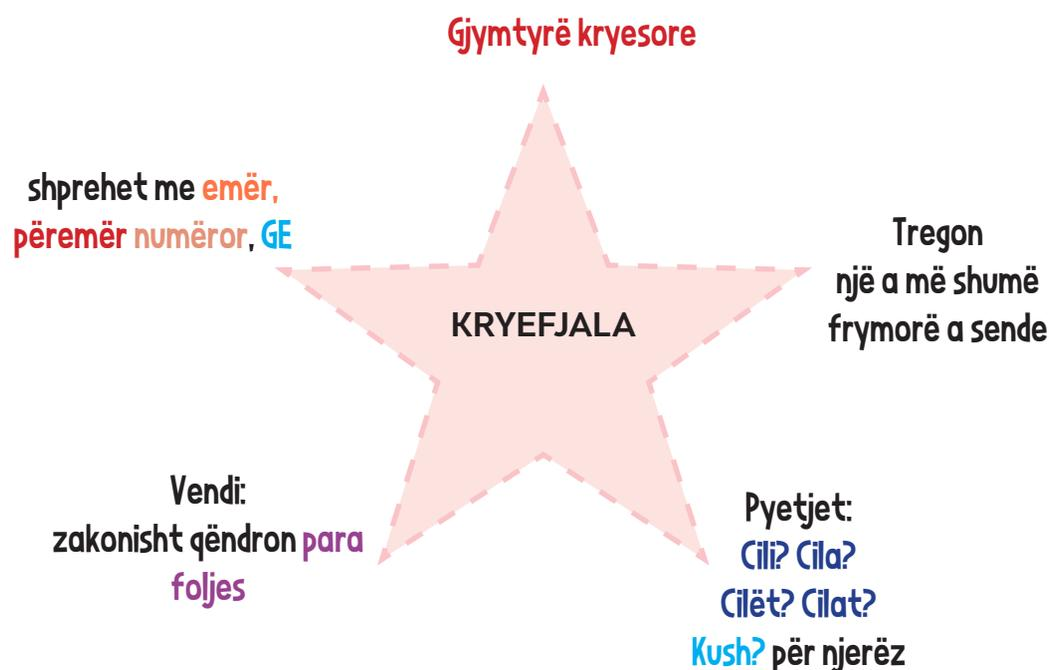 Gjymtyrë kryesore
shprehet me emër,
përemër numëror, GE
Tregon
një a më shumë
frymorë a sende
KRYEFJALA
Vendi:
zakonisht qëndron para
foljes
Pyetjet:
Cili? Cila?
Cilët? Cilat?
Kush? për njerëz